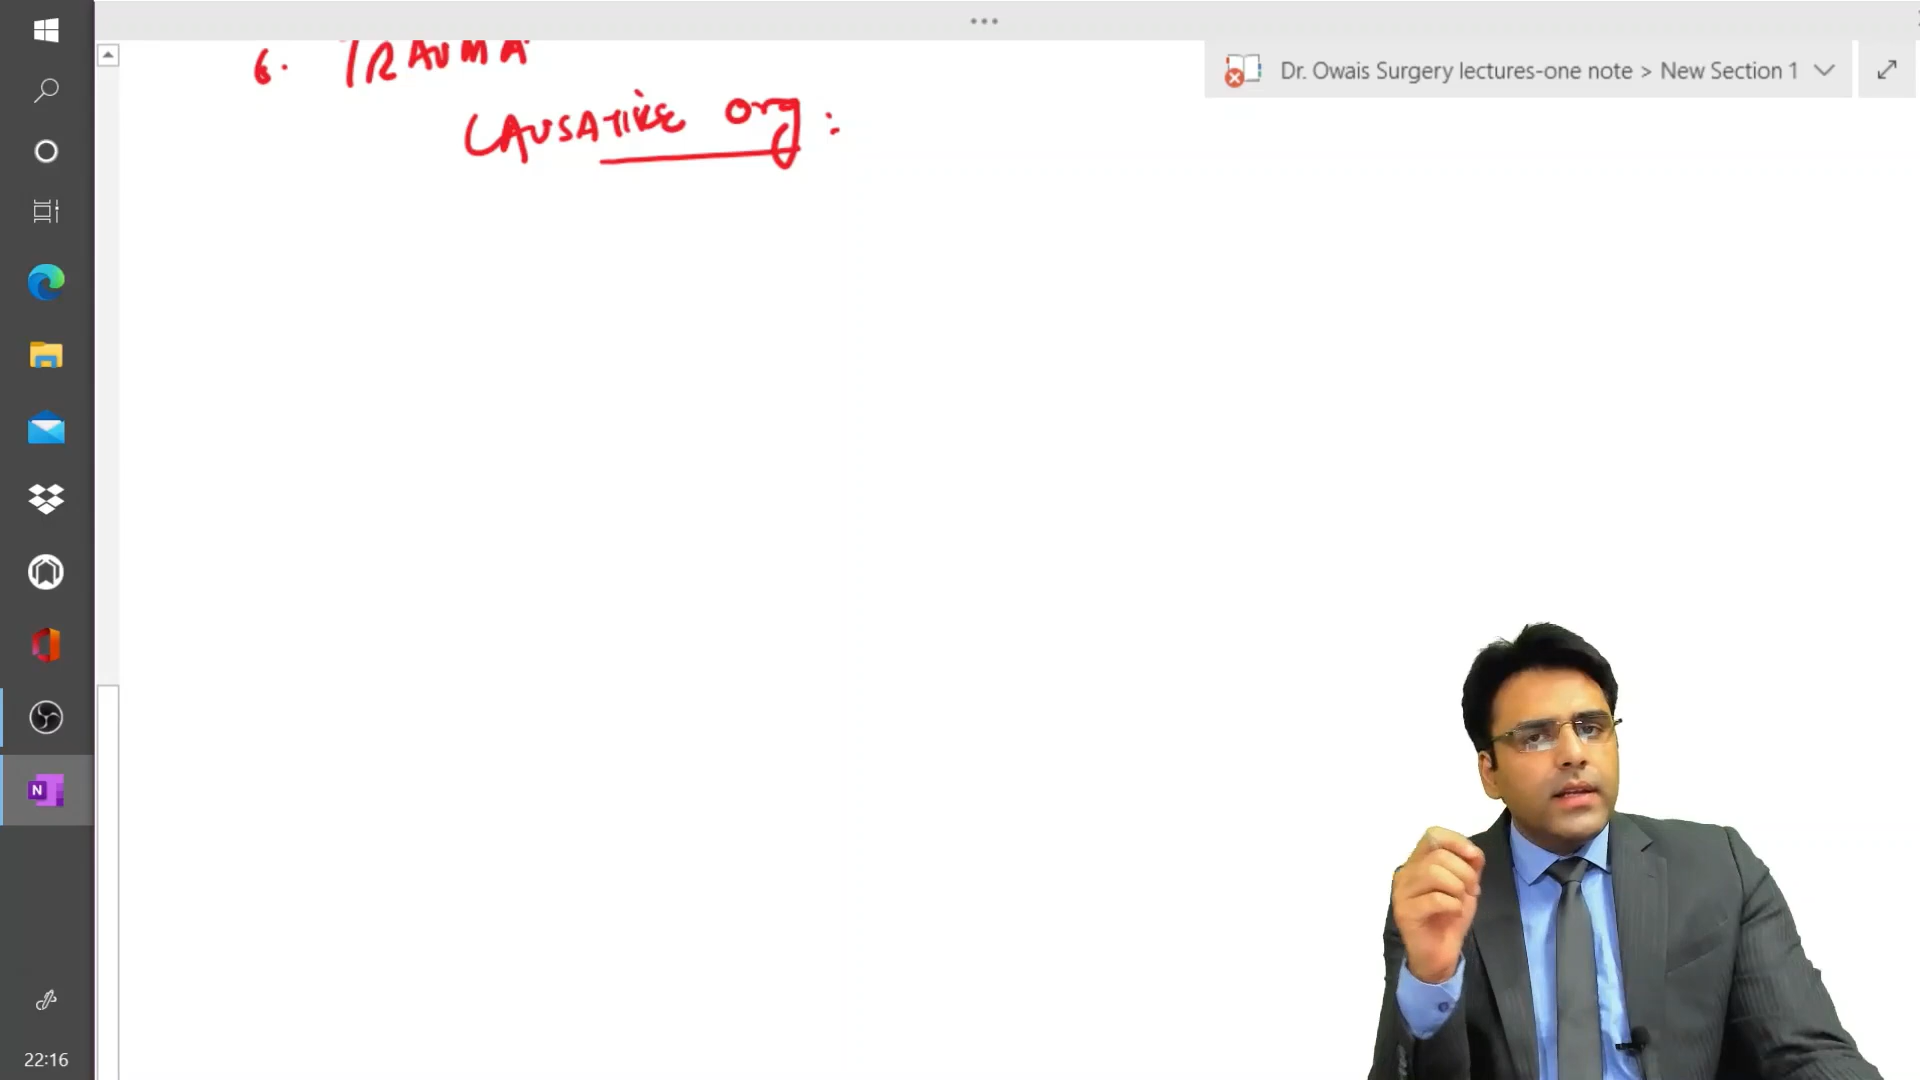 Dr. Owais Surgery lectures-one note > New Section 1
6. TRAUMA
CAUSATIVE Org:
N
22:16